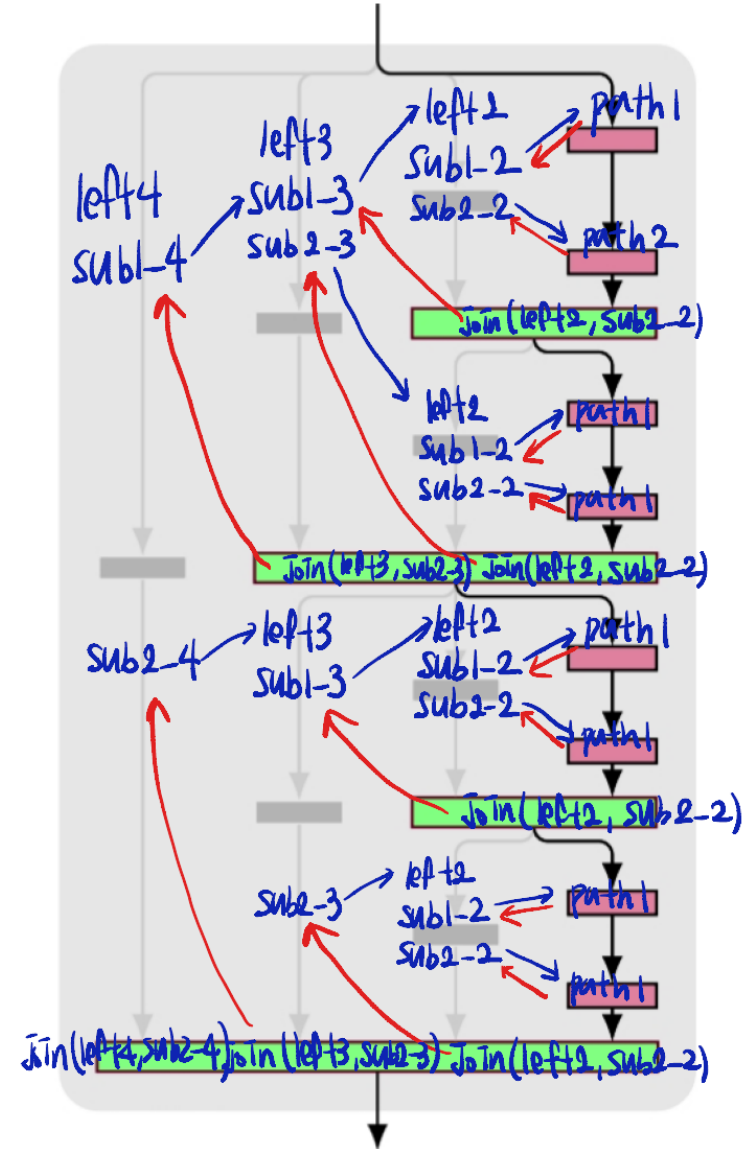 left2
path1
left3
sub1-2
left4
sub1-3
sub2-2
sub1-4
sub2-3
path2
join(left2, sub2-2)
left2
path1
sub1-2
sub2-2
path1
join(left3, sub2-3) join(left2, sub2-2)
left3
left2
path1
sub2-4
sub1-3
sub1-2
sub2-2
path1
join(left2, sub2-2)
left2
sub2-3
sub1-2
path1
sub2-2
path1
join(left4, sub2-4) join(left3, sub2-3) join(left2, sub2-2)